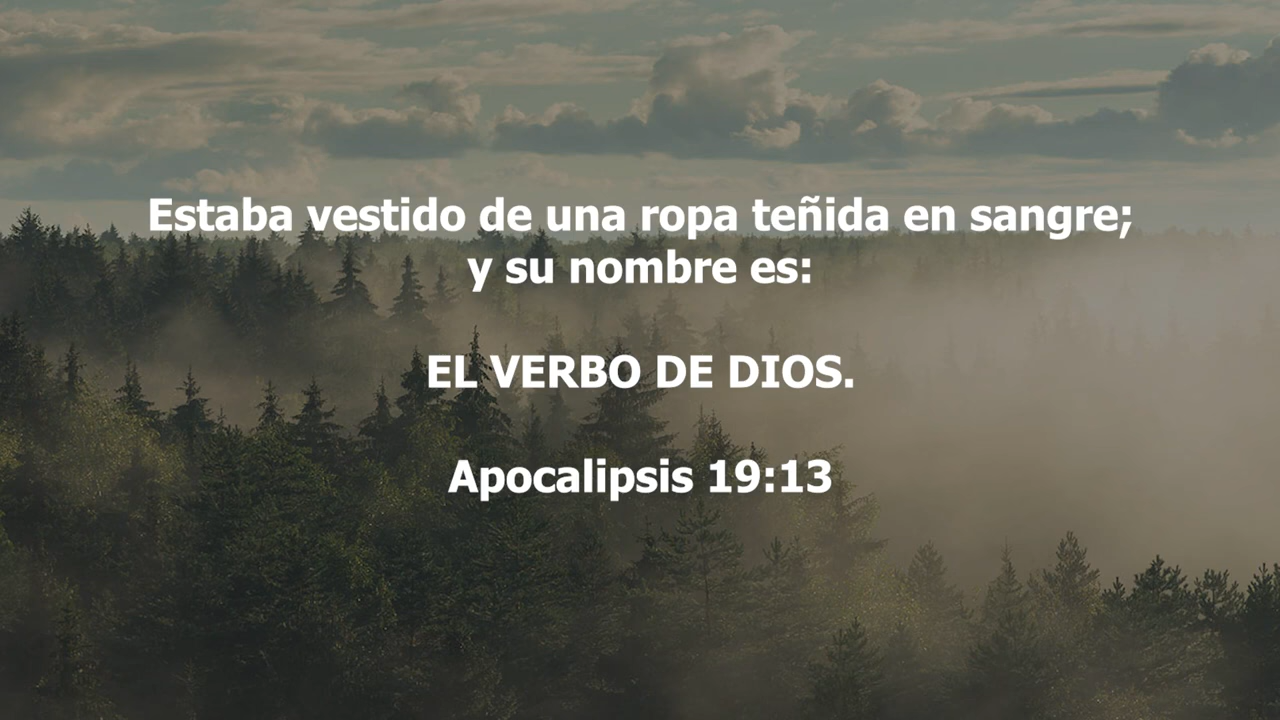 Estaba vestido de una ropa teñida en sangre;
y su nombre es:
EL VERBO DE DIOS.
Apocalipsis 19:13